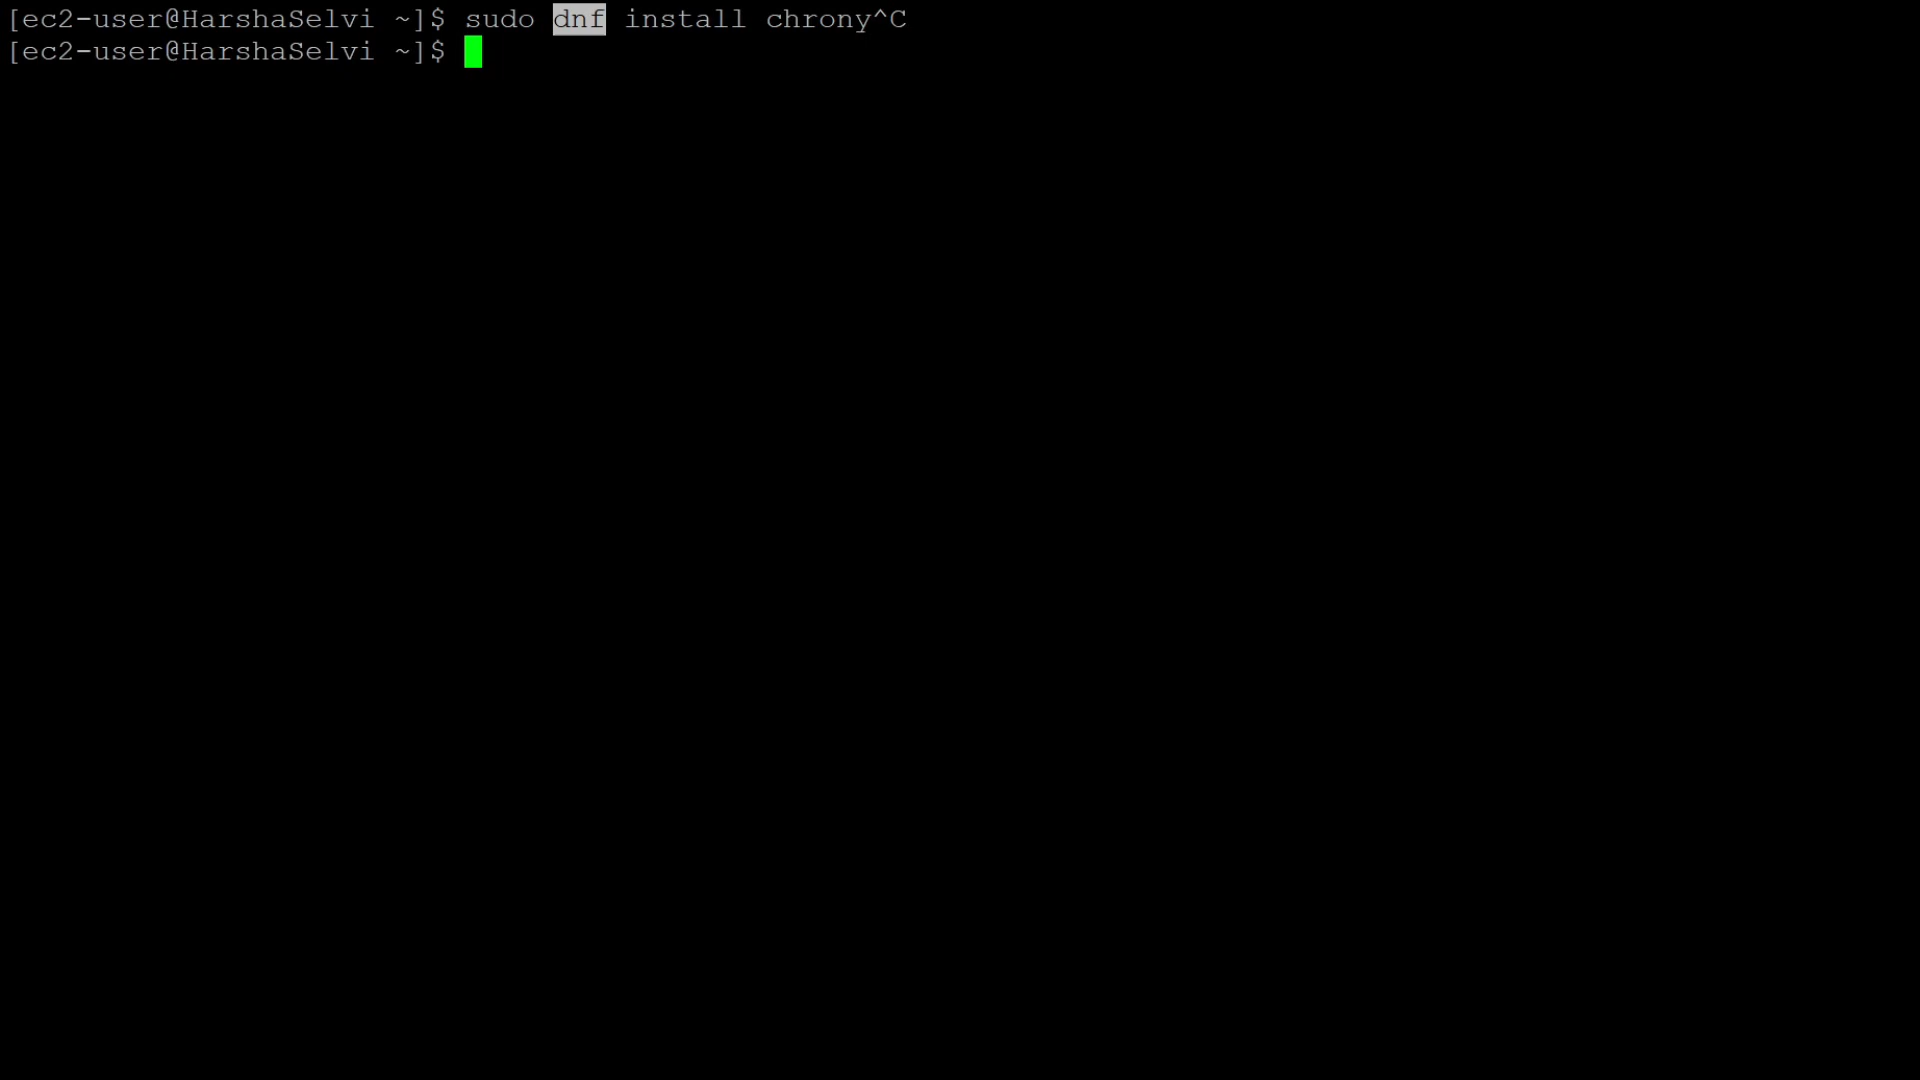 [ec2-user@HarshaSelvi ~]$ sudo dnf install chrony^C
[ec2-user@HarshaSelvi ~]$